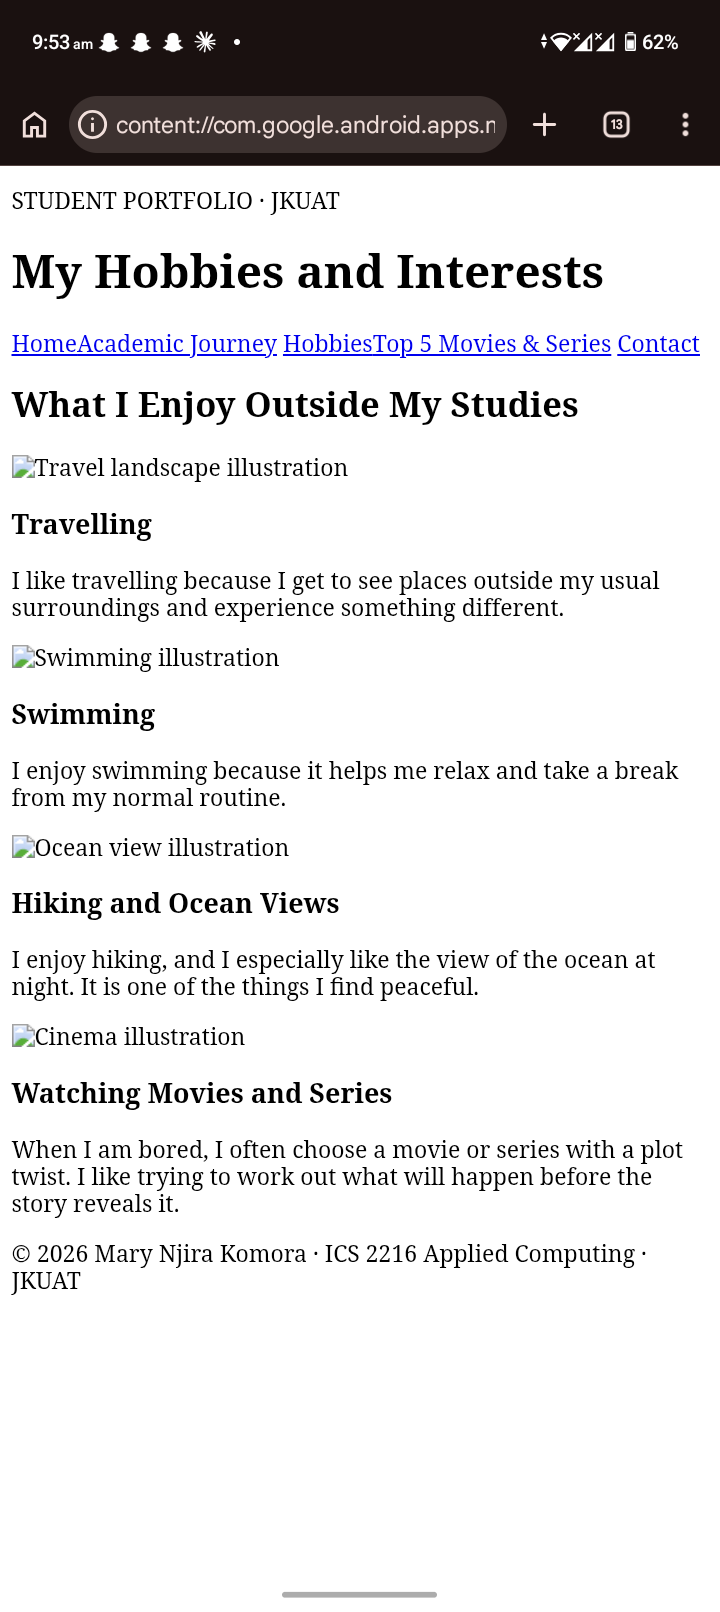 9:53 am
62%
content://com.google.android.apps.n
13
STUDENT PORTFOLIO · JKUAT
My Hobbies and Interests
HomeAcademic Journey HobbiesTop 5 Movies & Series Contact
What I Enjoy Outside My Studies
Travel landscape illustration
Travelling
I like travelling because I get to see places outside my usual
surroundings and experience something different.
Swimming illustration
Swimming
I enjoy swimming because it helps me relax and take a break
from my normal routine.
Ocean view illustration
Hiking and Ocean Views
I enjoy hiking, and I especially like the view of the ocean at
night. It is one of the things I find peaceful.
Cinema illustration
Watching Movies and Series
When I am bored, I often choose a movie or series with a plot
twist. I like trying to work out what will happen before the
story reveals it.
© 2026 Mary Njira Komora · ICS 2216 Applied Computing ·
JKUAT